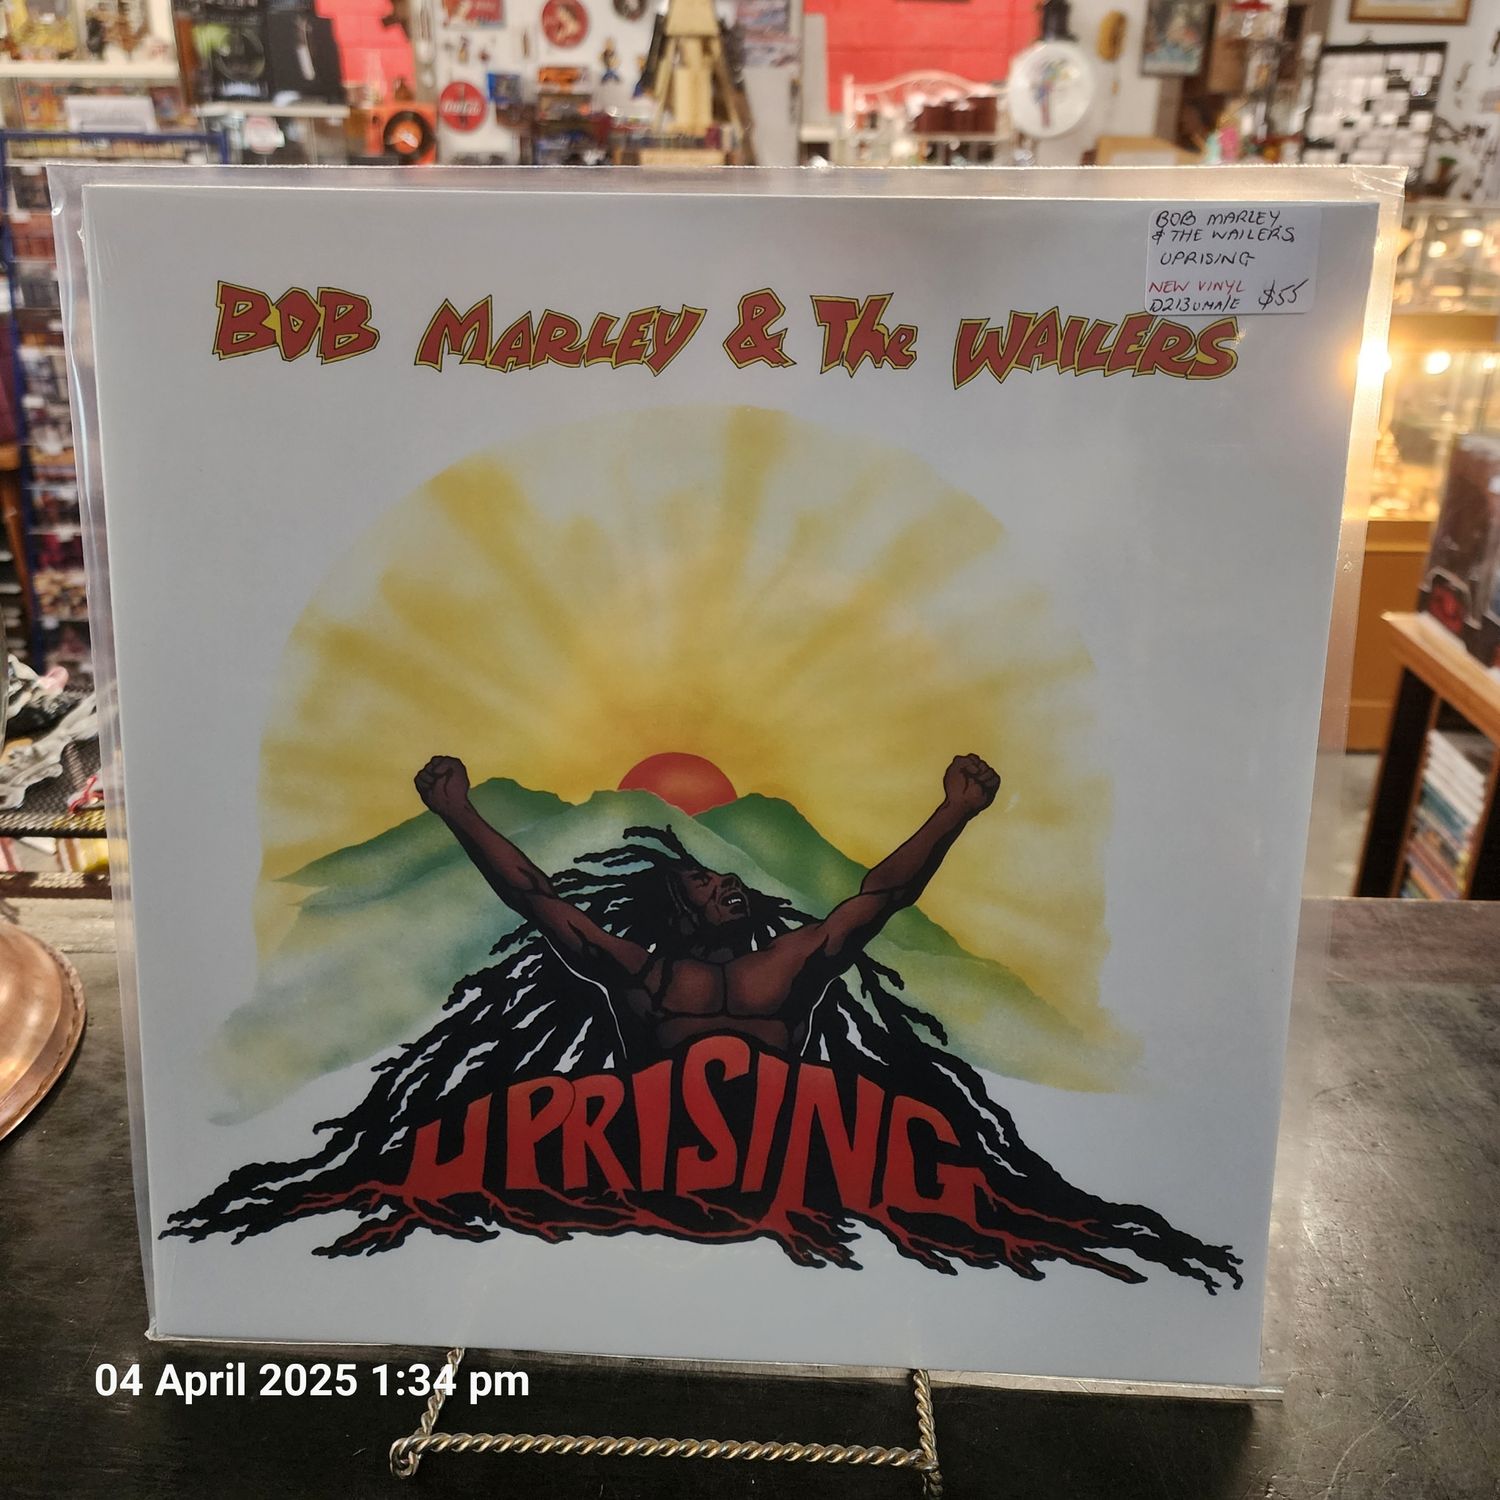 BOB MARLEY
& THE WAILERS
UPRISING
NEW VINYL
$55
BOB MARLEY & The WAILERS
UPRISING
04 April 2025 1:34 pm